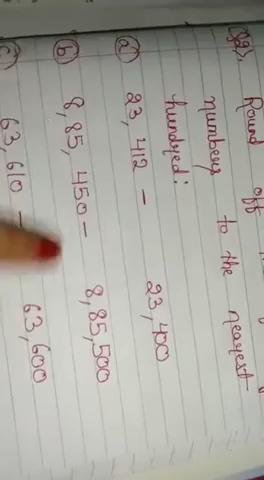 Q2. Round off
numbers to the nearest
hundred:
(a) 23,412 - 23,400
(b) 8,85,450 - 8,85,500
(c) 63,610 - 63,600